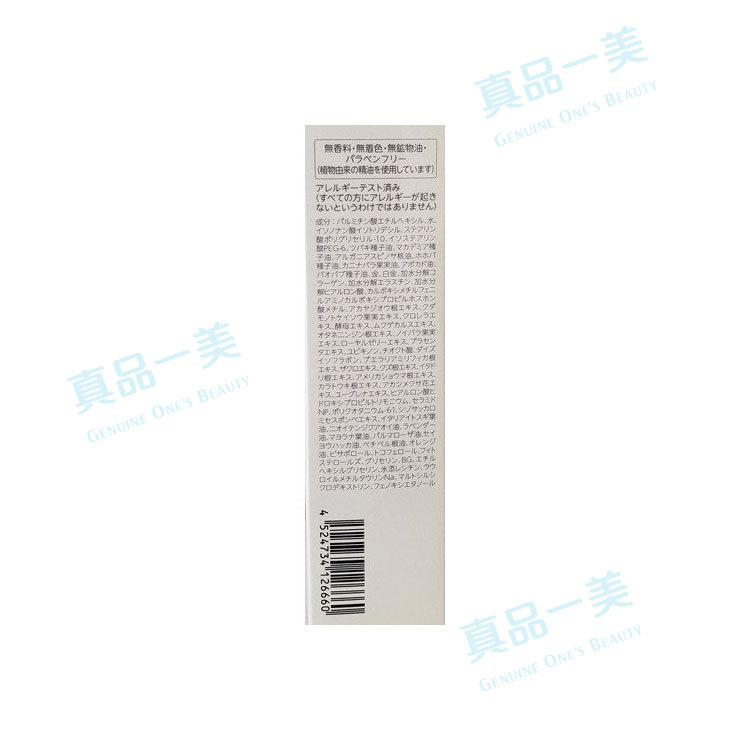 真品一美
GENUINE ONE'S BEAUTY
無香料・無着色・無鉱物油・
パラベンフリー
(植物由来の精油を使用しています)
アレルギーテスト済み
(すべての方にアレルギーが起き
ないというわけではありません)
成分:パルミチン酸エチルヘキシル、水、
イソノナン酸イソトリデシル、ステアリン
酸ポリグリセリル-10、イソステアリン
酸PEG-6、ツバキ種子油、マカデミア種
子油、アルガニアスピノサ核油、ホホバ
種子油、カニナバラ果実油、アボカド油、
バオバブ種子油、金、白金、加水分解コ
ラーゲン、加水分解エラスチン、加水分
解ヒアルロン酸、カルボキシメチルフェニ
ルアミノカルボキシプロピルホスホン
酸メチル、アカヤジオウ根エキス、クダ
モノトケイソウ果実エキス、クロレラエ
キス、酵母エキス、ムクゲカルスエキス、
オタネニンジン根エキス、ノイバラ果実
エキス、ローヤルゼリーエキス、プラセン
タエキス、ユビキノン、チオクト酸、ダイズ
イソフラボン、プエラリアミリフィカ根
エキス、ザクロエキス、クズ根エキス、イタド
リ根エキス、アメリカショウマ根エキス、
カラトウキ根エキス、アカツメクサ花エ
キス、ユーグレナエキス、ヒアルロン酸ヒ
ドロキシプロピルトリモニウム、セラミド
NP、ポリクオタニウム-61、シゾサッカロ
ミセスポンベエキス、イタリアイトスギ葉
油、ニオイテンジクアオイ油、ラベンダー
油、マヨラナ葉油、パルマローザ油、セイ
ヨウハッカ油、ベチベル根油、オレンジ
油、ビサボロール、トコフェロール、フィト
ステロールズ、グリセリン、BG、エチル
ヘキシルグリセリン、水添レシチン、ラウ
ロイルメチルタウリンNa、マルトシルシ
クロデキストリン、フェノキシエタノール
4 524734 126660
真品一美
GENUINE ONE'S BEAUTY
真品一美
GENUINE ONE'S BEAUTY